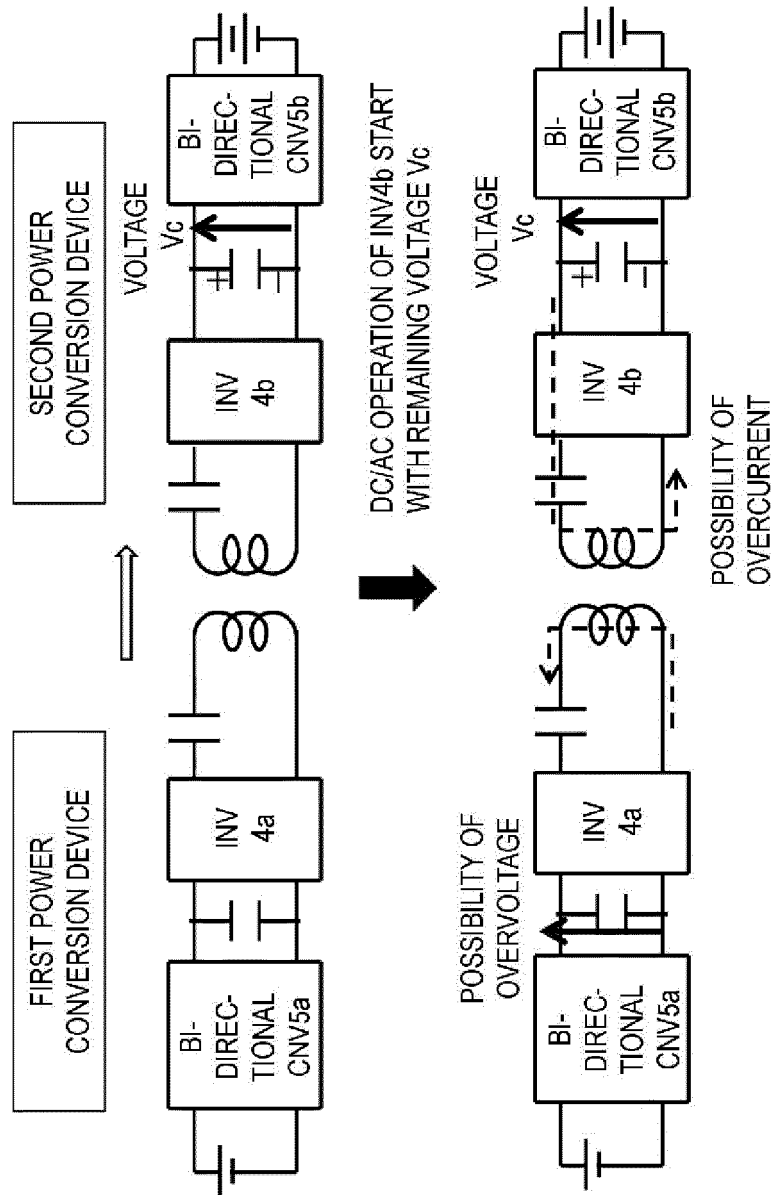 FIRST POWER
CONVERSION DEVICE
SECOND POWER
CONVERSION DEVICE
BI-
DIREC-
TIONAL
CNV5a
INV
4a
INV
4b
+
−
VOLTAGE
Vc
BI-
DIREC-
TIONAL
CNV5b
DC/AC OPERATION OF INV4b START
WITH REMAINING VOLTAGE Vc
BI-
DIREC-
TIONAL
CNV5a
POSSIBILITY OF
OVERVOLTAGE
INV
4a
INV
4b
POSSIBILITY OF
OVERCURRENT
+
−
VOLTAGE
Vc
BI-
DIREC-
TIONAL
CNV5b